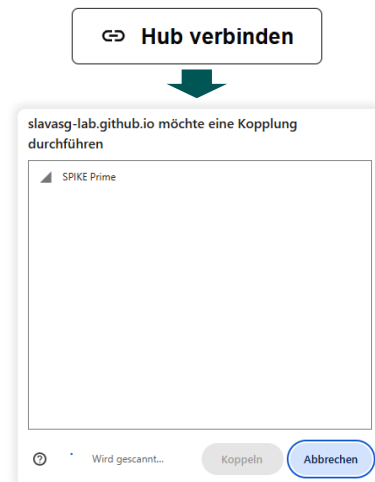 Hub verbinden
slavasg-lab.github.io möchte eine Kopplung
durchführen
SPIKE Prime
Wird gescannt...
Koppeln
Abbrechen